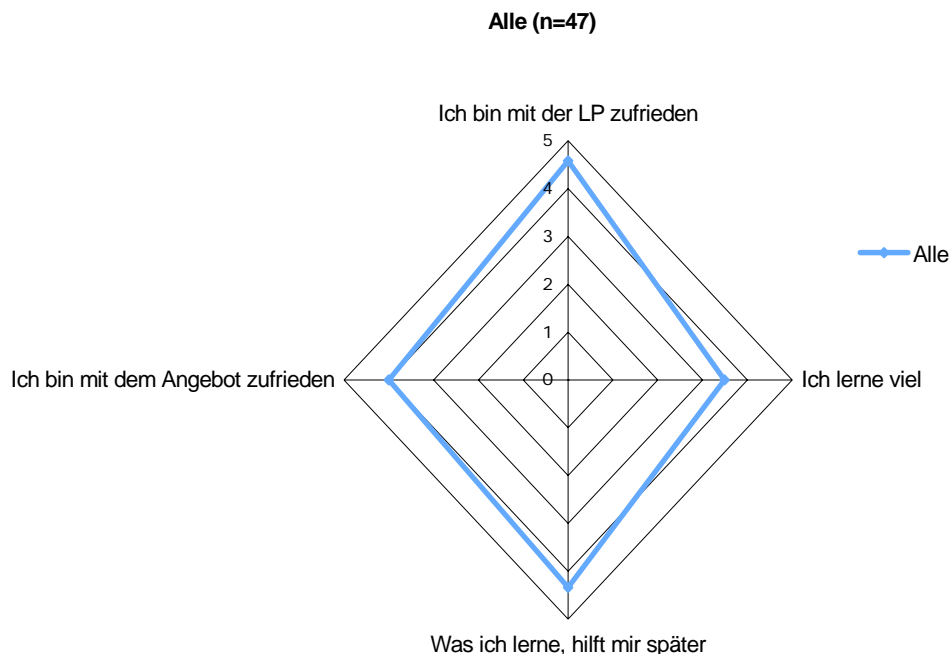 Alle (n=47)
Ich bin mit der LP zufrieden
5
4
3
2
1
0
Alle
Ich bin mit dem Angebot zufrieden
Ich lerne viel
Was ich lerne, hilft mir später